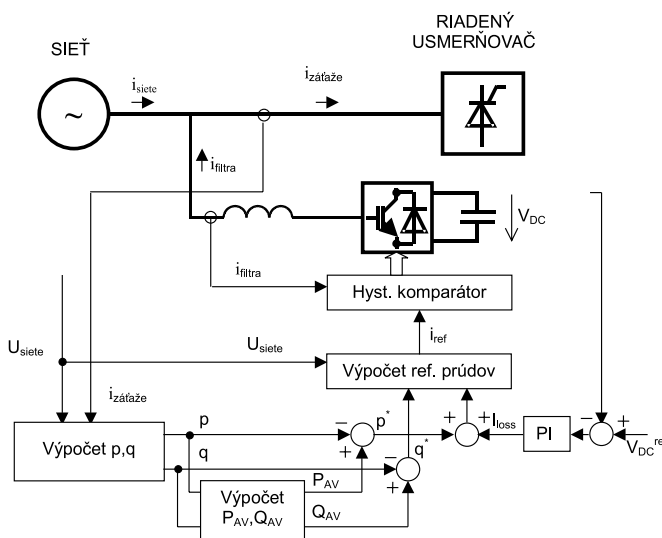 SIEŤ
RIADENÝ
USMERŇOVAČ
i_siete
i_záťaže
~
i_filtra
V_DC
i_filtra
Hyst. komparátor
i_ref
U_siete
U_siete
Výpočet ref. prúdov
i_záťaže
Výpočet p,q
p
q
− + p*
+ +
I_loss
PI
− +
V_DC^re
− + q*
P_AV
Q_AV
Výpočet
P_AV,Q_AV